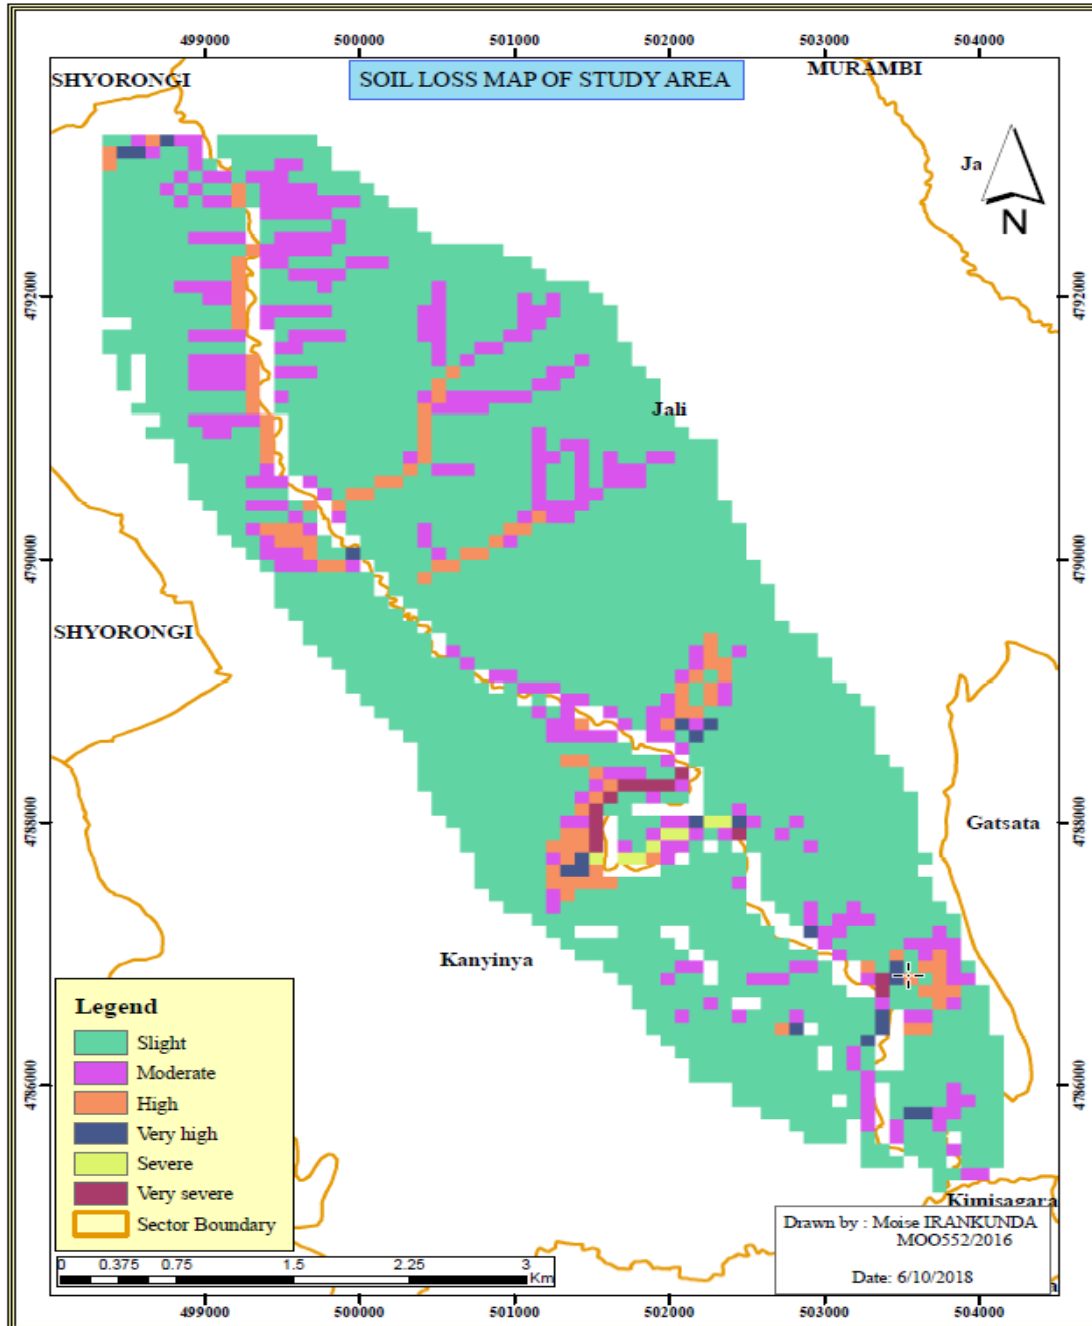 499000 500000 501000 502000 503000 504000
SHYORONGI
SOIL LOSS MAP OF STUDY AREA
MURAMBI
Ja
N
4792000
4792000
Jali
4790000
4790000
SHYORONGI
4788000
4788000
Gatsata
Kanyinya
Legend
Slight
Moderate
High
Very high
Severe
Very severe
Sector Boundary
4786000
4786000
Kimisagara
Drawn by : Moise IRANKUNDA
MOO552/2016
Date: 6/10/2018
a
0 0.375 0.75 1.5 2.25 3
Km
499000 500000 501000 502000 503000 504000